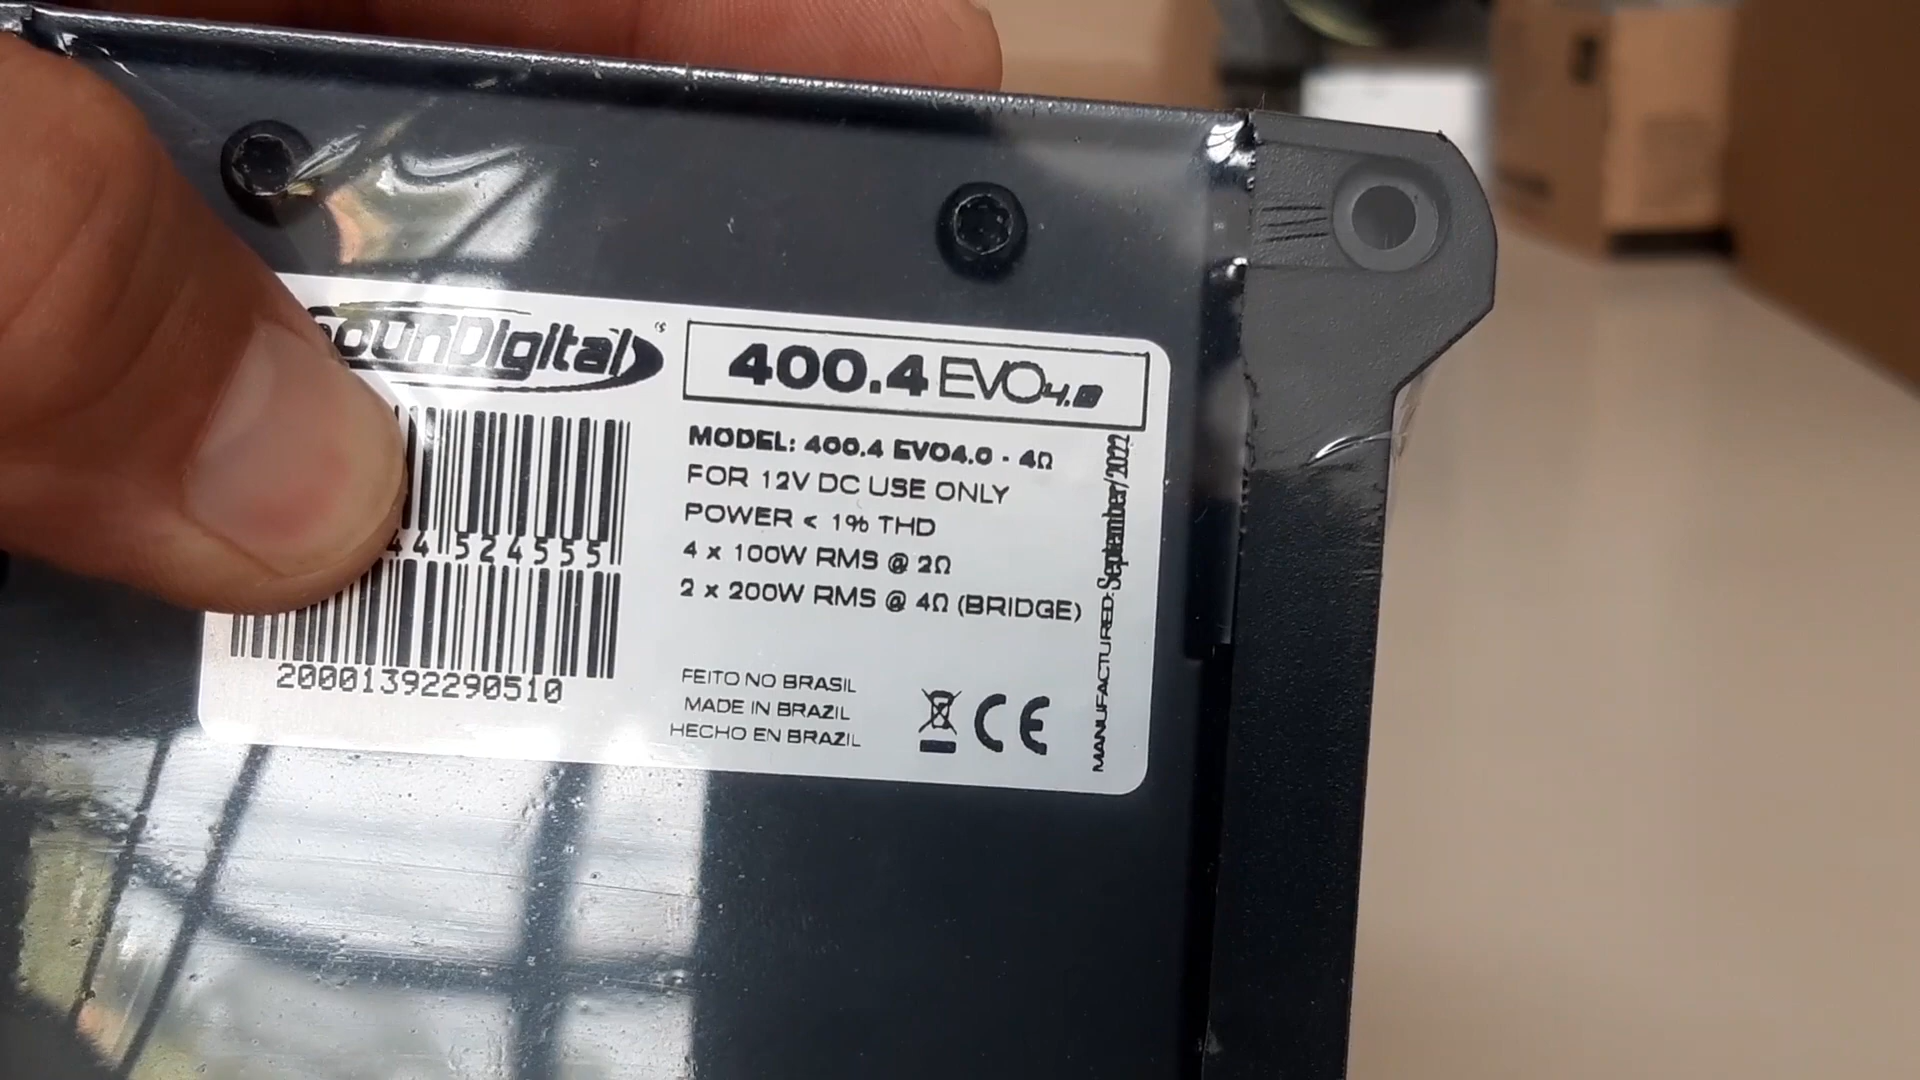 SounDigital
400.4 EVO4.0
MODEL: 400.4 EVO4.0 - 4Ω
FOR 12V DC USE ONLY
POWER < 1% THD
4 x 100W RMS @ 2Ω
2 x 200W RMS @ 4Ω (BRIDGE)
44 524555
20001392290510
FEITO NO BRASIL
MADE IN BRAZIL
HECHO EN BRAZIL
CE
MANUFACTURED: September/2022